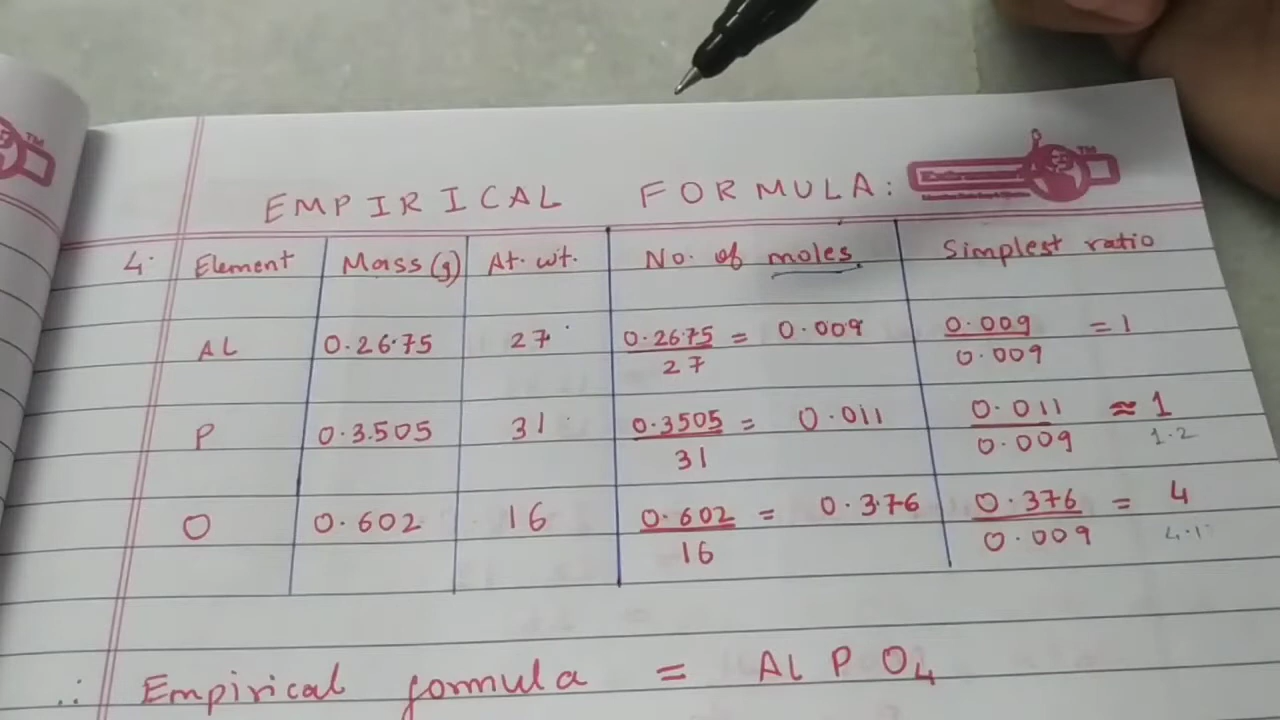 EMPIRICAL FORMULA:
4. Element Mass (g) At. wt. No. of moles Simplest ratio
AL 0.2675 27 0.2675/27 = 0.009 0.009/0.009 = 1
P 0.3505 31 0.3505/31 = 0.011 0.011/0.009 ≈ 1
1.2
O 0.602 16 0.602/16 = 0.376 0.376/0.009 = 4
4.1
∴ Empirical formula = AL P O4
TM
TM